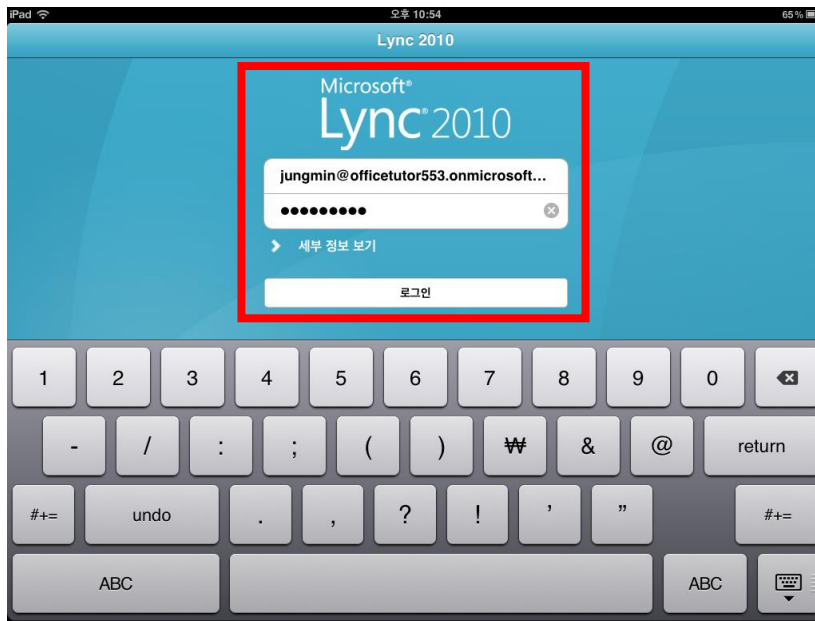 iPad 오후 10:54 65%
Lync 2010
Microsoft®
Lync® 2010
jungmin@officetutor553.onmicrosoft...
●●●●●●●●●
세부 정보 보기
로그인
1 2 3 4 5 6 7 8 9 0
- / : ; ( ) ₩ & @ return
#+= undo . , ? ! ’ ” #+=
ABC ABC